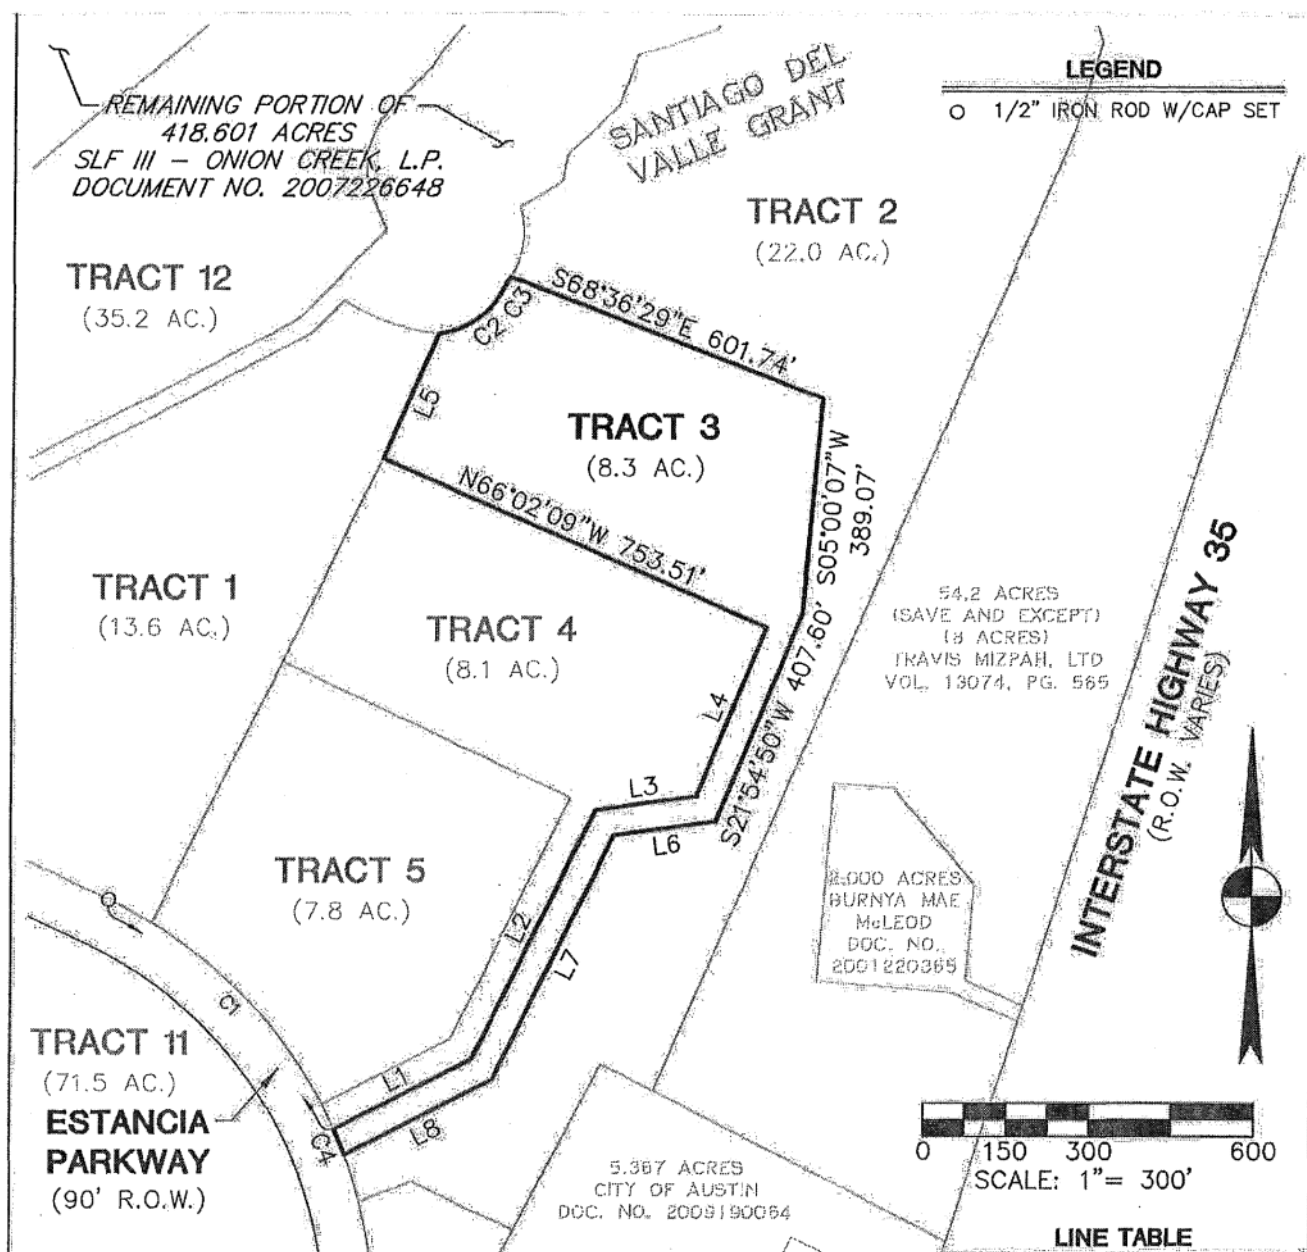 REMAINING PORTION OF
418.601 ACRES
SLF III – ONION CREEK, L.P.
DOCUMENT NO. 2007226648
SANTIAGO DEL
VALLE GRANT
LEGEND
O 1/2" IRON ROD W/CAP SET
TRACT 2
(22.0 AC.)
TRACT 12
(35.2 AC.)
S68°36'29"E 601.74'
C2
C3
L5
TRACT 3
(8.3 AC.)
N66°02'09"W 753.51'
S05°00'07"W
389.07'
TRACT 1
(13.6 AC.)
TRACT 4
(8.1 AC.)
54.2 ACRES
(SAVE AND EXCEPT)
(8 ACRES)
TRAVIS MIZPAH, LTD
VOL. 13074, PG. 565
INTERSTATE HIGHWAY 35
(R.O.W. VARIES)
L4
S21°54'50"W 407.60'
L3
L6
TRACT 5
(7.8 AC.)
L2
L7
2.000 ACRES
BURNYA MAE
McLEOD
DOC. NO.
2001220365
C1
TRACT 11
(71.5 AC.)
ESTANCIA
PARKWAY
(90' R.O.W.)
L1
L8
C4
5.367 ACRES
CITY OF AUSTIN
DOC. NO. 2009190064
0 150 300 600
SCALE: 1"= 300'
LINE TABLE